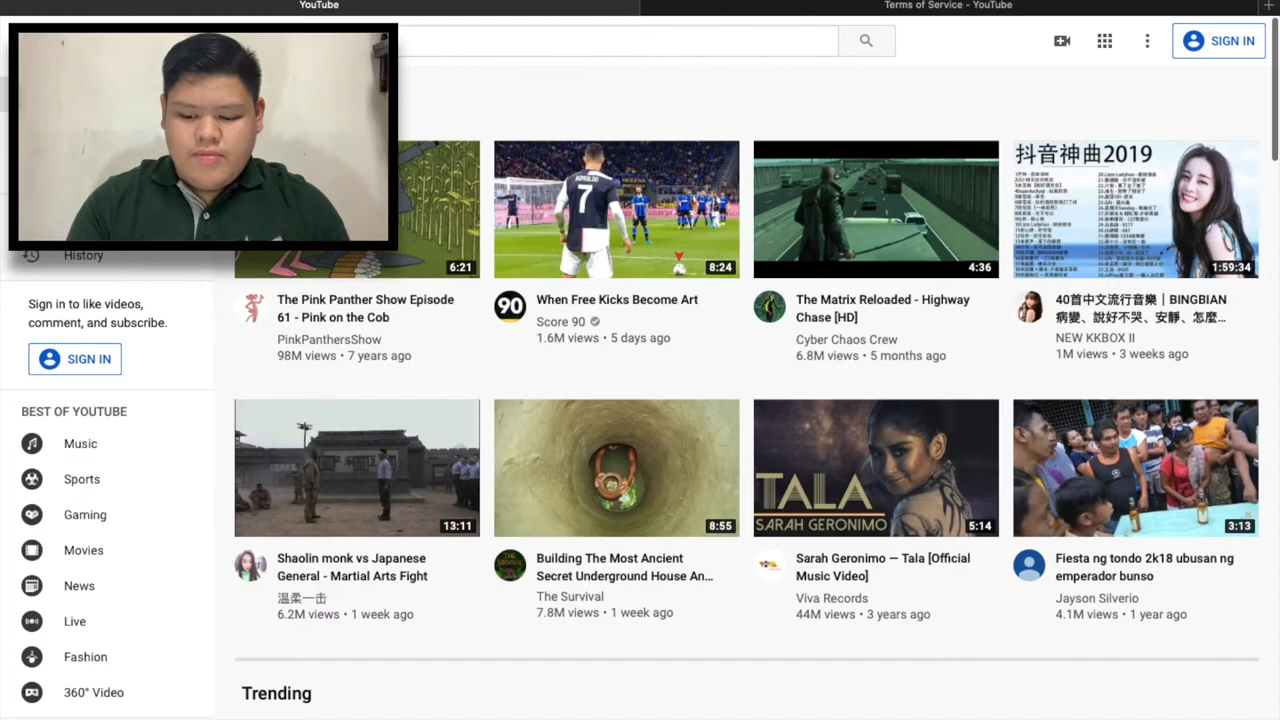 YouTube
Terms of Service - YouTube
SIGN IN
History
Sign in to like videos,
comment, and subscribe.
SIGN IN
BEST OF YOUTUBE
Music
Sports
Gaming
Movies
News
Live
Fashion
360° Video
6:21
The Pink Panther Show Episode
61 - Pink on the Cob
PinkPanthersShow
98M views • 7 years ago
RONALDO
7
8:24
90
When Free Kicks Become Art
Score 90
1.6M views • 5 days ago
4:36
The Matrix Reloaded - Highway
Chase [HD]
Cyber Chaos Crew
6.8M views • 5 months ago
抖音神曲2019
1:59:34
40首中文流行音樂｜BINGBIAN
病變、說好不哭、安靜、怎麼...
NEW KKBOX II
1M views • 3 weeks ago
13:11
Shaolin monk vs Japanese
General - Martial Arts Fight
温柔一击
6.2M views • 1 week ago
8:55
Building The Most Ancient
Secret Underground House An...
The Survival
7.8M views • 1 week ago
TALA
SARAH GERONIMO
5:14
Sarah Geronimo — Tala [Official
Music Video]
Viva Records
44M views • 3 years ago
3:13
Fiesta ng tondo 2k18 ubusan ng
emperador bunso
Jayson Silverio
4.1M views • 1 year ago
Trending